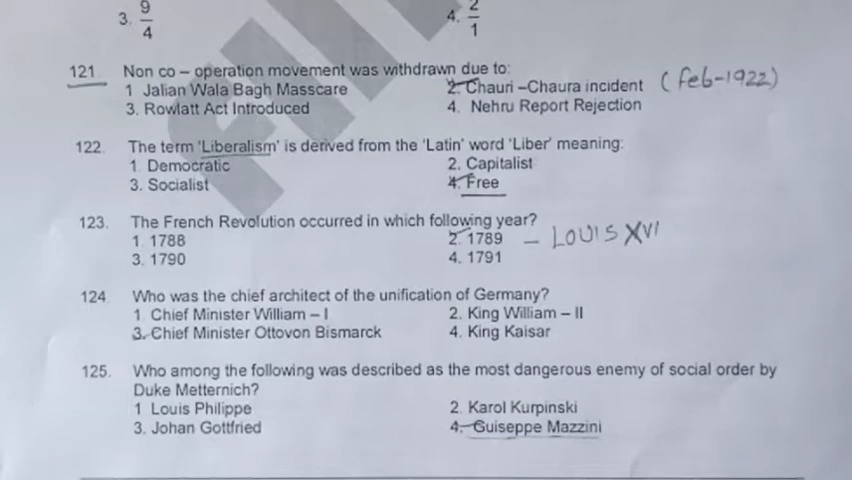 3. 9/4 4. 2/1
121. Non co – operation movement was withdrawn due to:
1 Jalian Wala Bagh Masscare 2. Chauri –Chaura incident (Feb-1922)
3. Rowlatt Act Introduced 4. Nehru Report Rejection
122. The term 'Liberalism' is derived from the 'Latin' word 'Liber' meaning:
1. Democratic 2. Capitalist
3. Socialist 4. Free
123. The French Revolution occurred in which following year?
1. 1788 2. 1789 – LOUIS XVI
3. 1790 4. 1791
124. Who was the chief architect of the unification of Germany?
1. Chief Minister William – I 2. King William – II
3. Chief Minister Ottovon Bismarck 4. King Kaisar
125. Who among the following was described as the most dangerous enemy of social order by
Duke Metternich?
1 Louis Philippe 2. Karol Kurpinski
3. Johan Gottfried 4. Guiseppe Mazzini